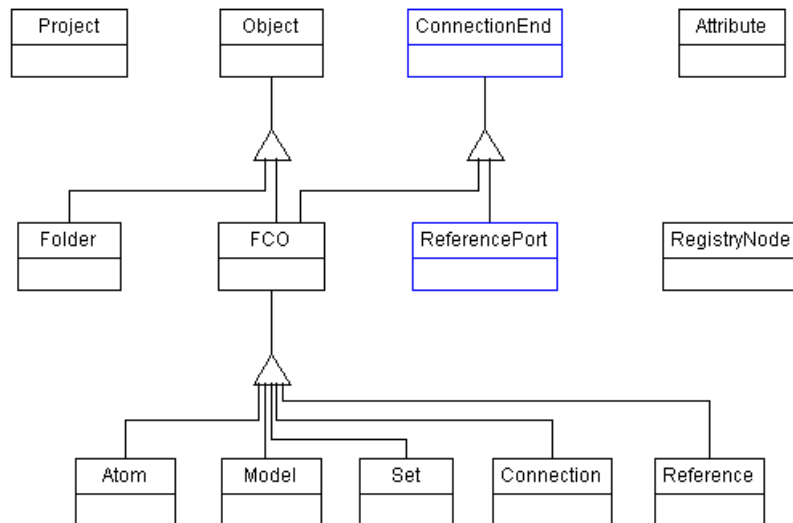 Project
Object
ConnectionEnd
Attribute
Folder
FCO
ReferencePort
RegistryNode
Atom
Model
Set
Connection
Reference